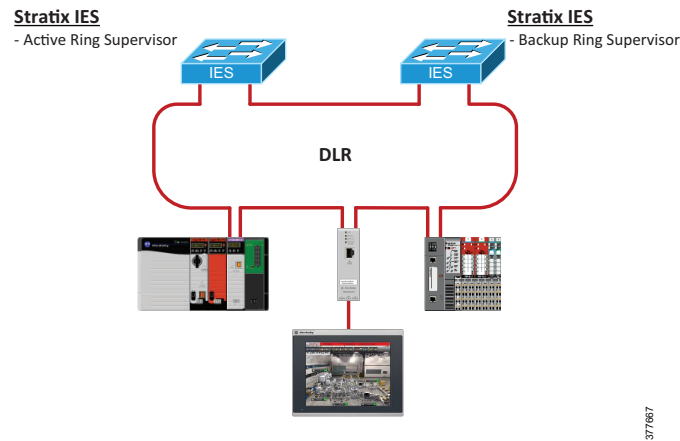 Stratix IES
- Active Ring Supervisor
Stratix IES
- Backup Ring Supervisor
IES
IES
DLR
377667